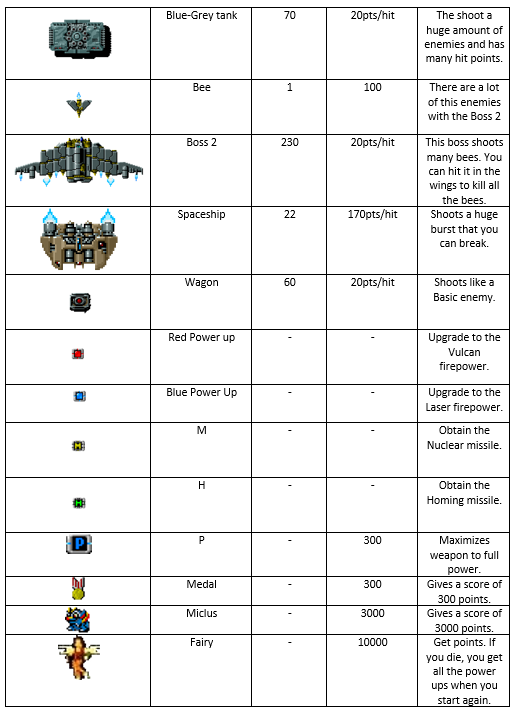 Blue-Grey tank 70 20pts/hit The shoot a
huge amount of
enemies and has
many hit points.
Bee 1 100 There are a lot
of this enemies
with the Boss 2
Boss 2 230 20pts/hit This boss shoots
many bees. You
can hit it in the
wings to kill all
the bees.
Spaceship 22 170pts/hit Shoots a huge
burst that you
can break.
Wagon 60 20pts/hit Shoots like a
Basic enemy.
Red Power up - - Upgrade to the
Vulcan
firepower.
Blue Power Up - - Upgrade to the
Laser firepower.
M - - Obtain the
Nuclear missile.
H - - Obtain the
Homing missile.
P P - 300 Maximizes
weapon to full
power.
Medal - 300 Gives a score of
300 points.
Miclus - 3000 Gives a score of
3000 points.
Fairy - 10000 Get points. If
you die, you get
all the power
ups when you
start again.